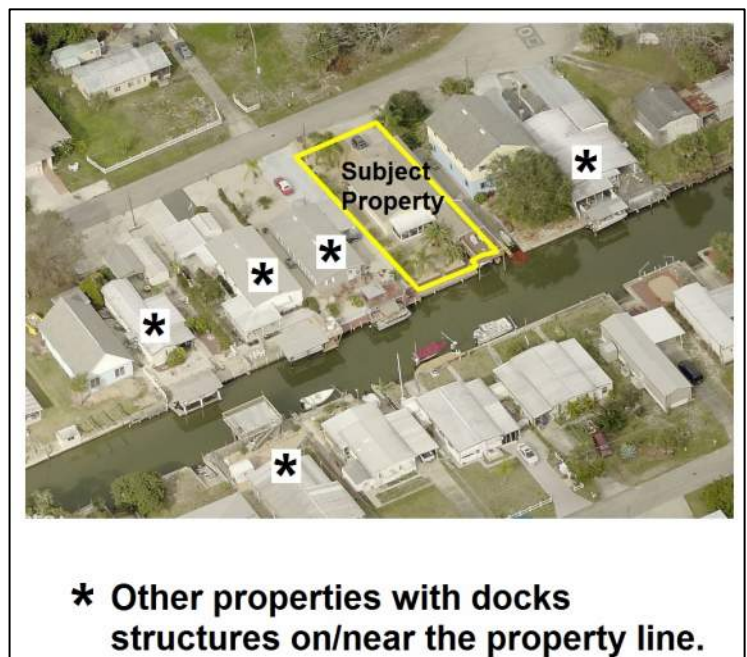 Subject
Property
*
*
*
*
*
* Other properties with docks
structures on/near the property line.